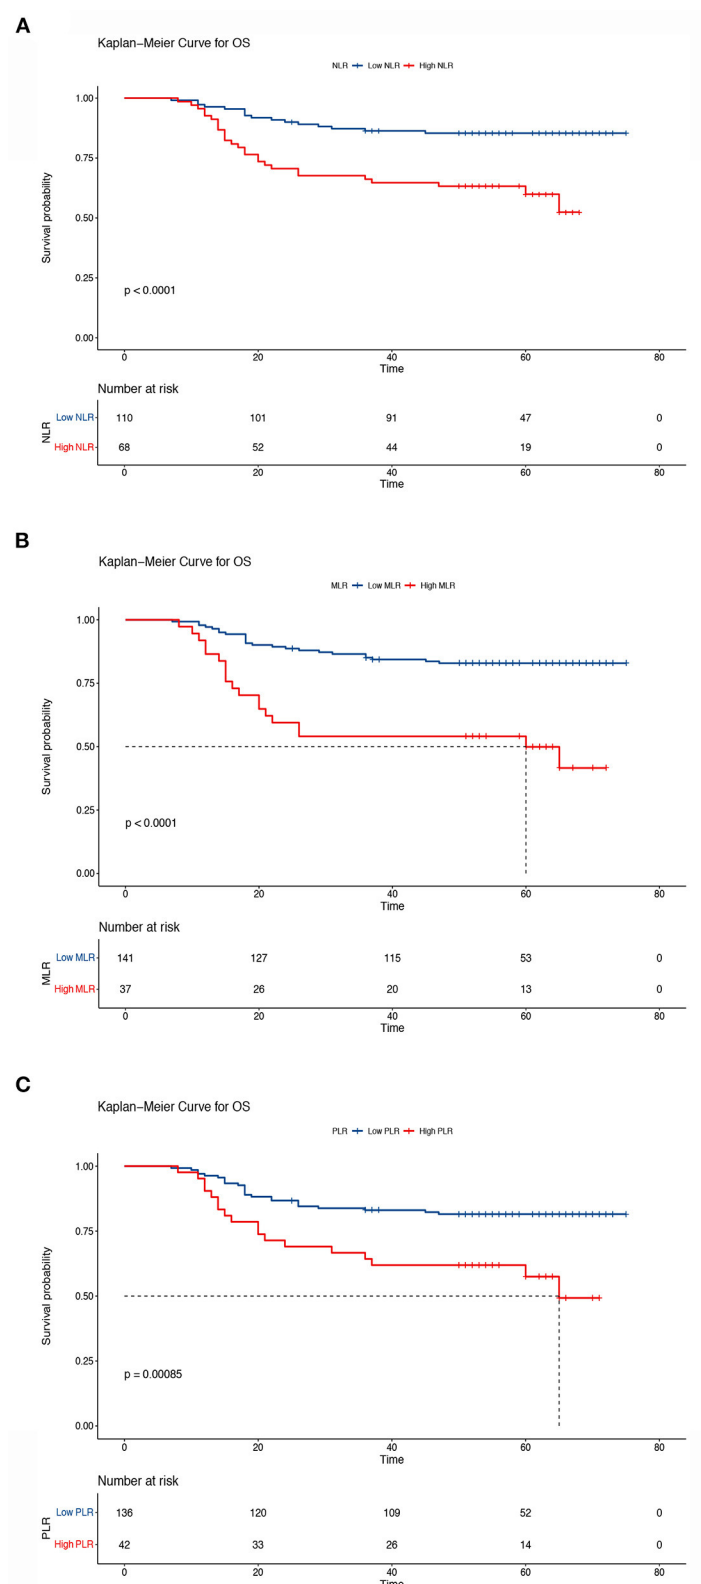 A
Kaplan−Meier Curve for OS
NLR Low NLR High NLR
1.00
0.75
0.50
0.25
0.00
Survival probability
p < 0.0001
0 20 40 60 80
Time
Number at risk
NLR
Low NLR 110 101 91 47 0
High NLR 68 52 44 19 0
0 20 40 60 80
Time
B
Kaplan−Meier Curve for OS
MLR Low MLR High MLR
1.00
0.75
0.50
0.25
0.00
Survival probability
p < 0.0001
0 20 40 60 80
Time
Number at risk
MLR
Low MLR 141 127 115 53 0
High MLR 37 26 20 13 0
0 20 40 60 80
Time
C
Kaplan−Meier Curve for OS
PLR Low PLR High PLR
1.00
0.75
0.50
0.25
0.00
Survival probability
p = 0.00085
0 20 40 60 80
Time
Number at risk
PLR
Low PLR 136 120 109 52 0
High PLR 42 33 26 14 0
0 20 40 60 80
Time